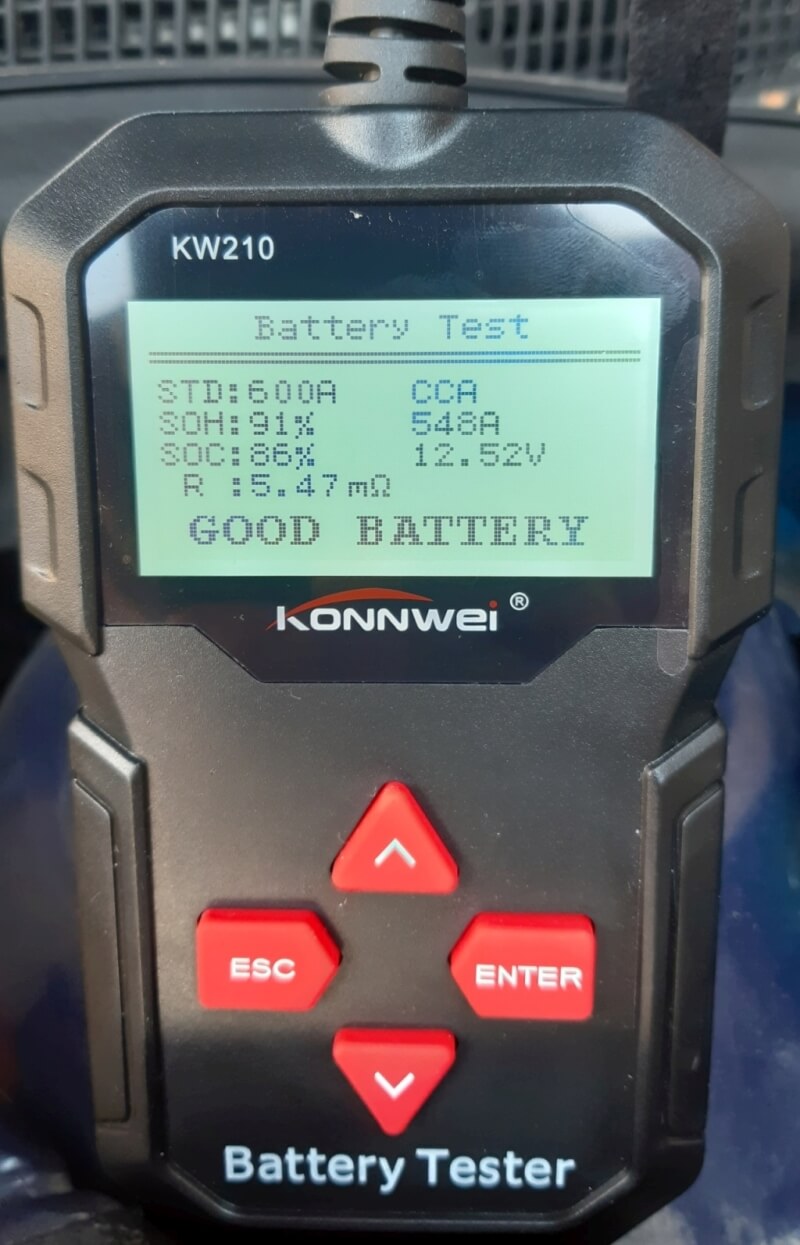 KW210
Battery Test
STD:600A CCA
SOH:91% 548A
SOC:86% 12.52V
R :5.47mΩ
GOOD BATTERY
KONNWEI ®
ESC
ENTER
Battery Tester